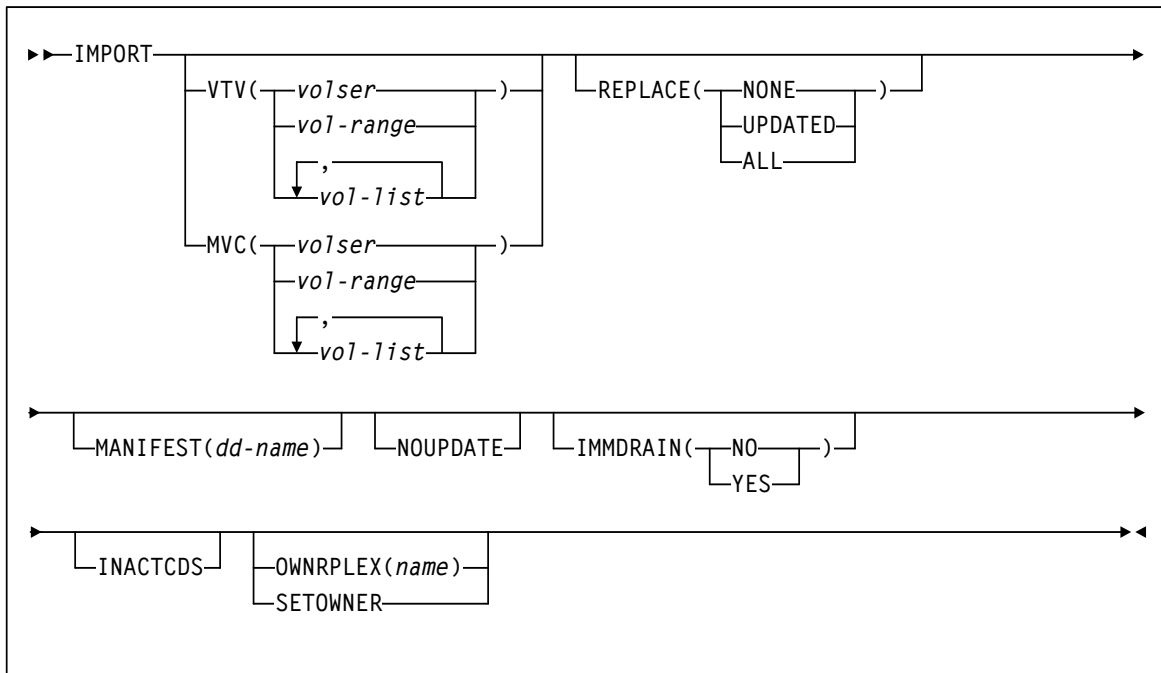 IMPORT
VTV( volser )
vol-range
,
vol-list
MVC( volser )
vol-range
,
vol-list
REPLACE( NONE )
UPDATED
ALL
MANIFEST(dd-name)
NOUPDATE
IMMDRAIN( NO )
YES
INACTCDS
OWNRPLEX(name)
SETOWNER